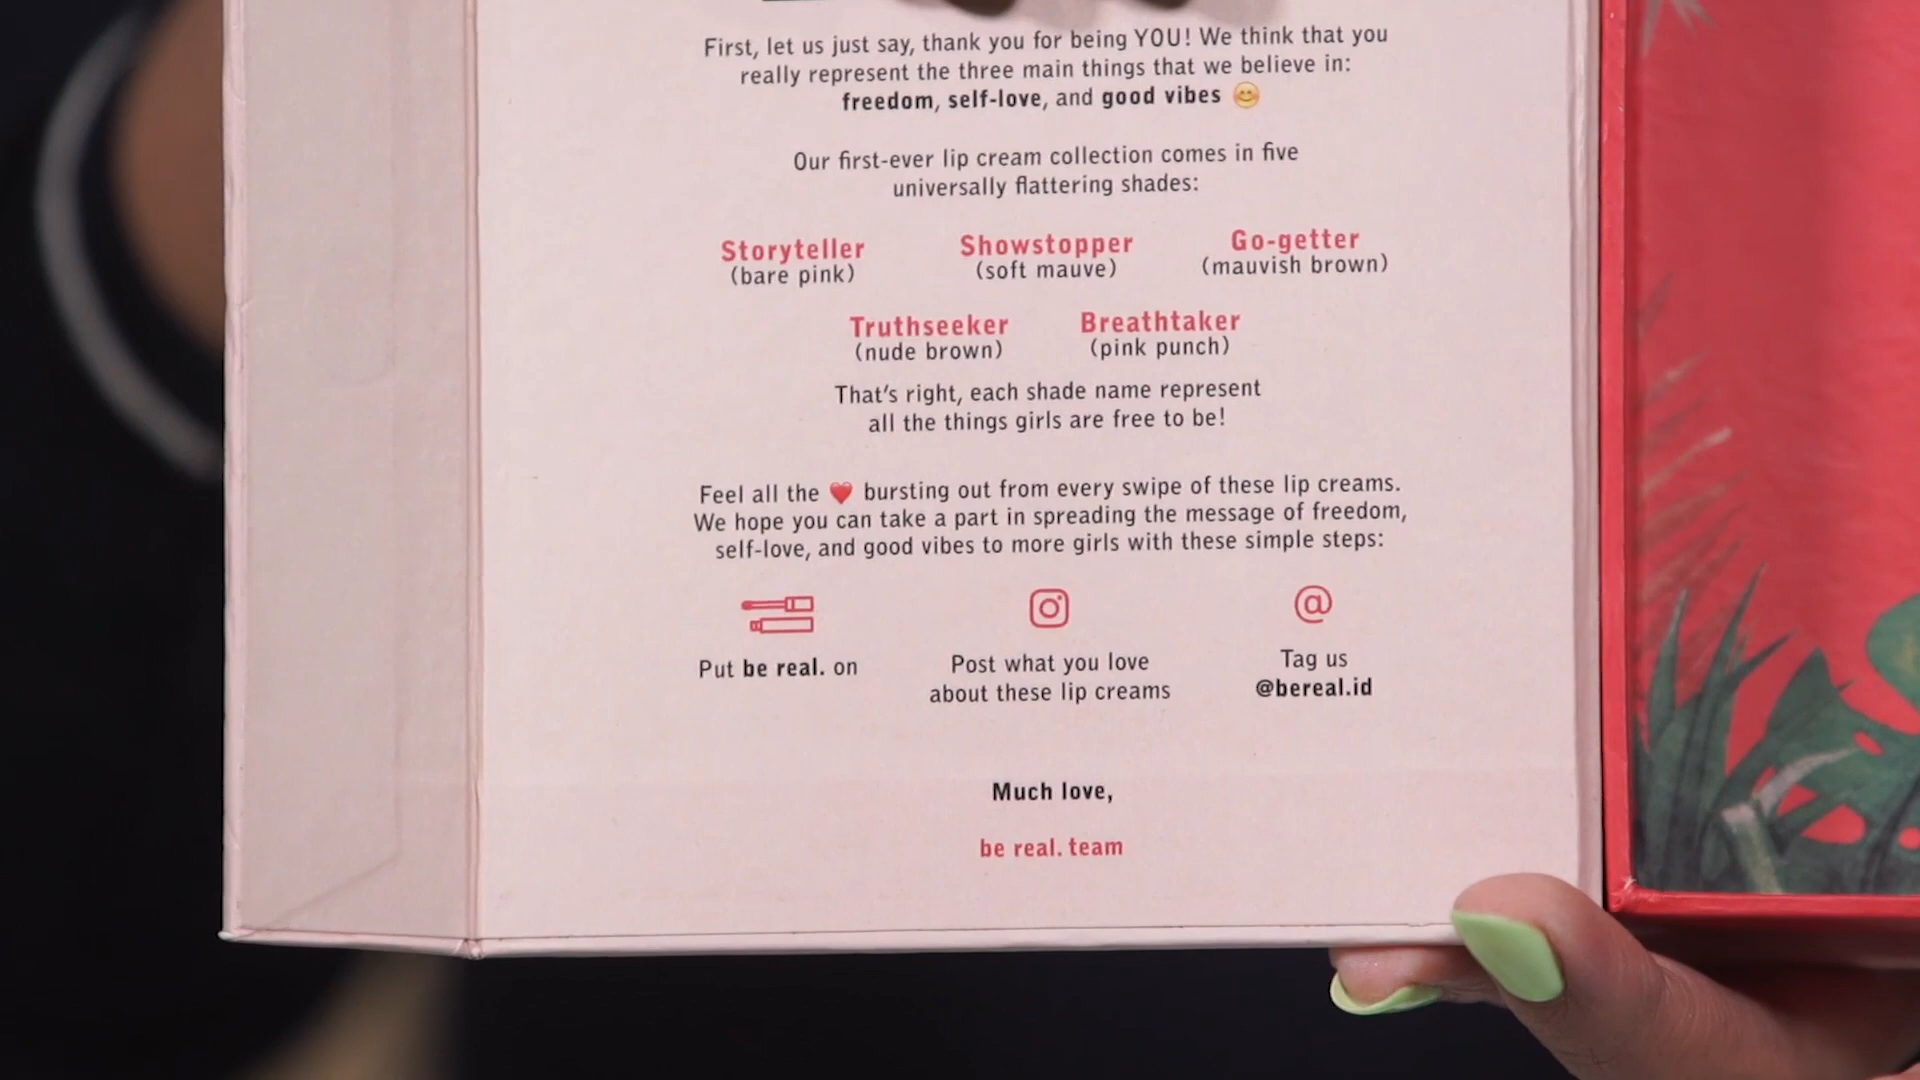 First, let us just say, thank you for being YOU! We think that you
really represent the three main things that we believe in:
freedom, self-love, and good vibes 😊
Our first-ever lip cream collection comes in five
universally flattering shades:
Storyteller Showstopper Go-getter
(bare pink) (soft mauve) (mauvish brown)
Truthseeker Breathtaker
(nude brown) (pink punch)
That's right, each shade name represent
all the things girls are free to be!
Feel all the ❤️ bursting out from every swipe of these lip creams.
We hope you can take a part in spreading the message of freedom,
self-love, and good vibes to more girls with these simple steps:
@
Put be real. on
Post what you love
about these lip creams
Tag us
@bereal.id
Much love,
be real. team